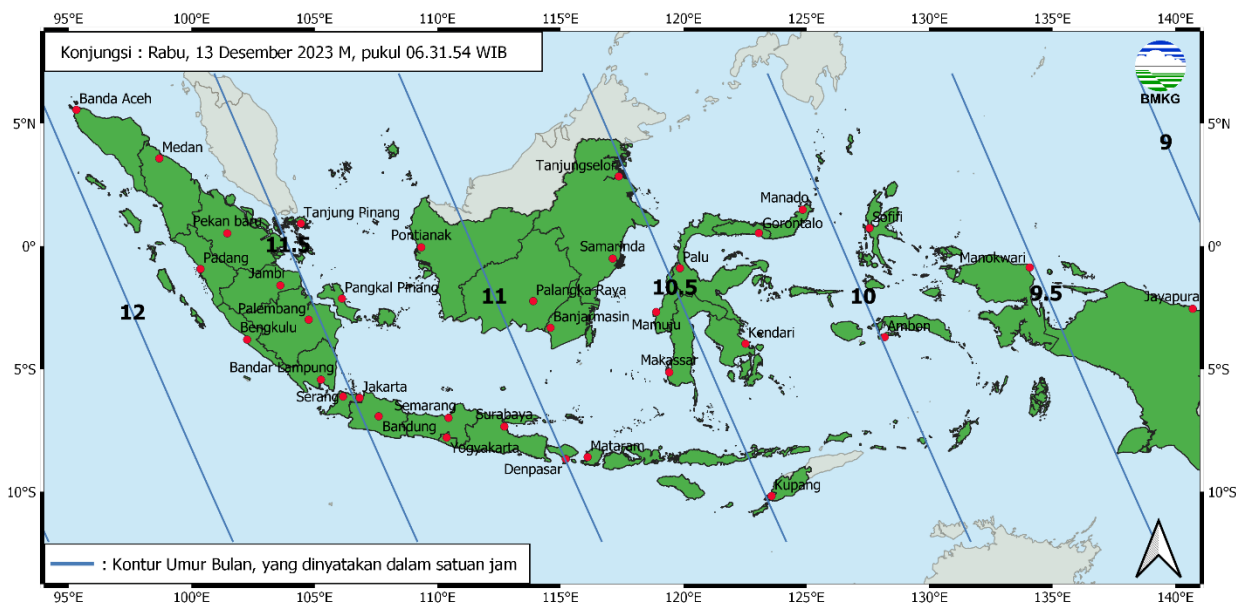 95°E 100°E 105°E 110°E 115°E 120°E 125°E 130°E 135°E 140°E
Konjungsi : Rabu, 13 Desember 2023 M, pukul 06.31.54 WIB
BMKG
Banda Aceh
5°N 5°N
9
Medan
Tanjungselor
Manado
Tanjung Pinang
Sofifi
Pekan baru
Pontianak
Gorontalo
11.5
0° 0°
Samarinda
Padang
Palu
Manokwari
Jambi
Pangkal Pinang
12
11
Palangka Raya
10.5
10
9.5
Jayapura
Palembang
Bengkulu
Banjarmasin
Mamuju
Kendari
Ambon
5°S 5°S
Bandar Lampung
Makassar
Serang
Jakarta
Semarang
Surabaya
Bandung
Yogyakarta
Denpasar
Mataram
Kupang
10°S 10°S
: Kontur Umur Bulan, yang dinyatakan dalam satuan jam
95°E 100°E 105°E 110°E 115°E 120°E 125°E 130°E 135°E 140°E